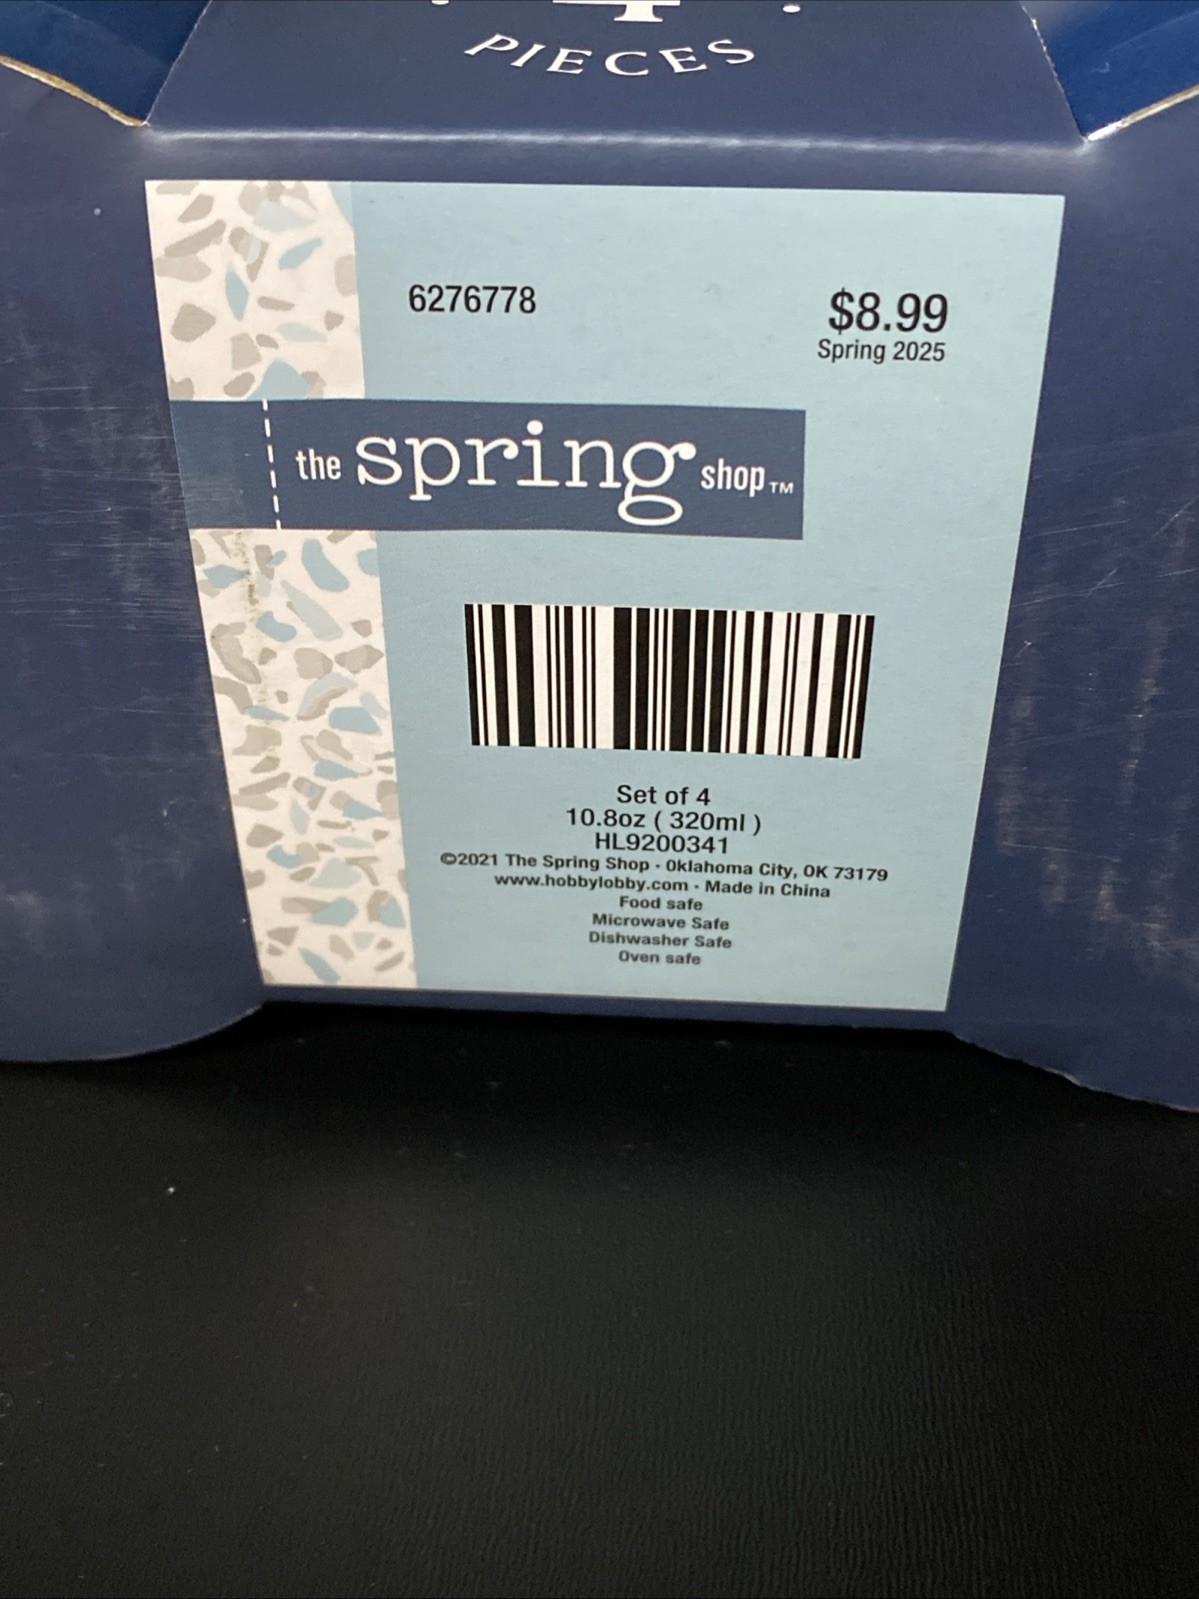 4
PIECES
6276778
$8.99
Spring 2025
the spring shop™
Set of 4
10.8oz ( 320ml )
HL9200341
©2021 The Spring Shop · Oklahoma City, OK 73179
www.hobbylobby.com · Made in China
Food safe
Microwave Safe
Dishwasher Safe
Oven safe